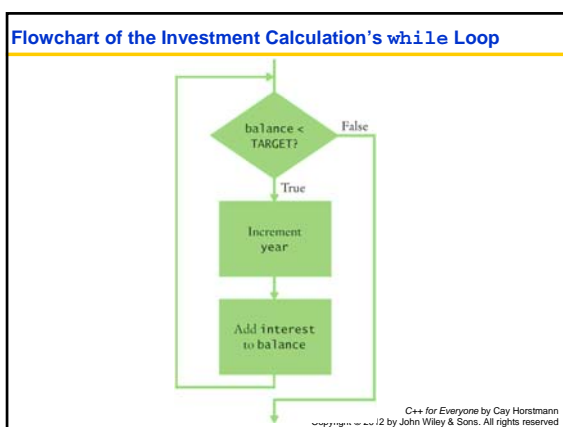 Flowchart of the Investment Calculation's while Loop
balance <
TARGET?
False
True
Increment
year
Add interest
to balance
C++ for Everyone by Cay Horstmann
by John Wiley & Sons. All rights reserved